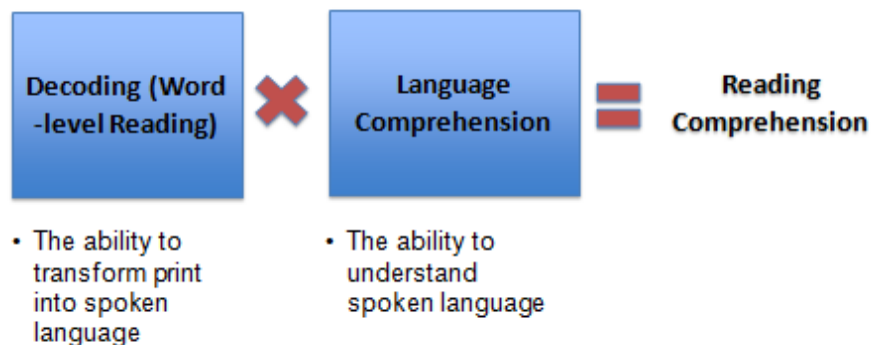 Decoding (Word
-level Reading)
Language
Comprehension
Reading
Comprehension
• The ability to
transform print
into spoken
language
• The ability to
understand
spoken language